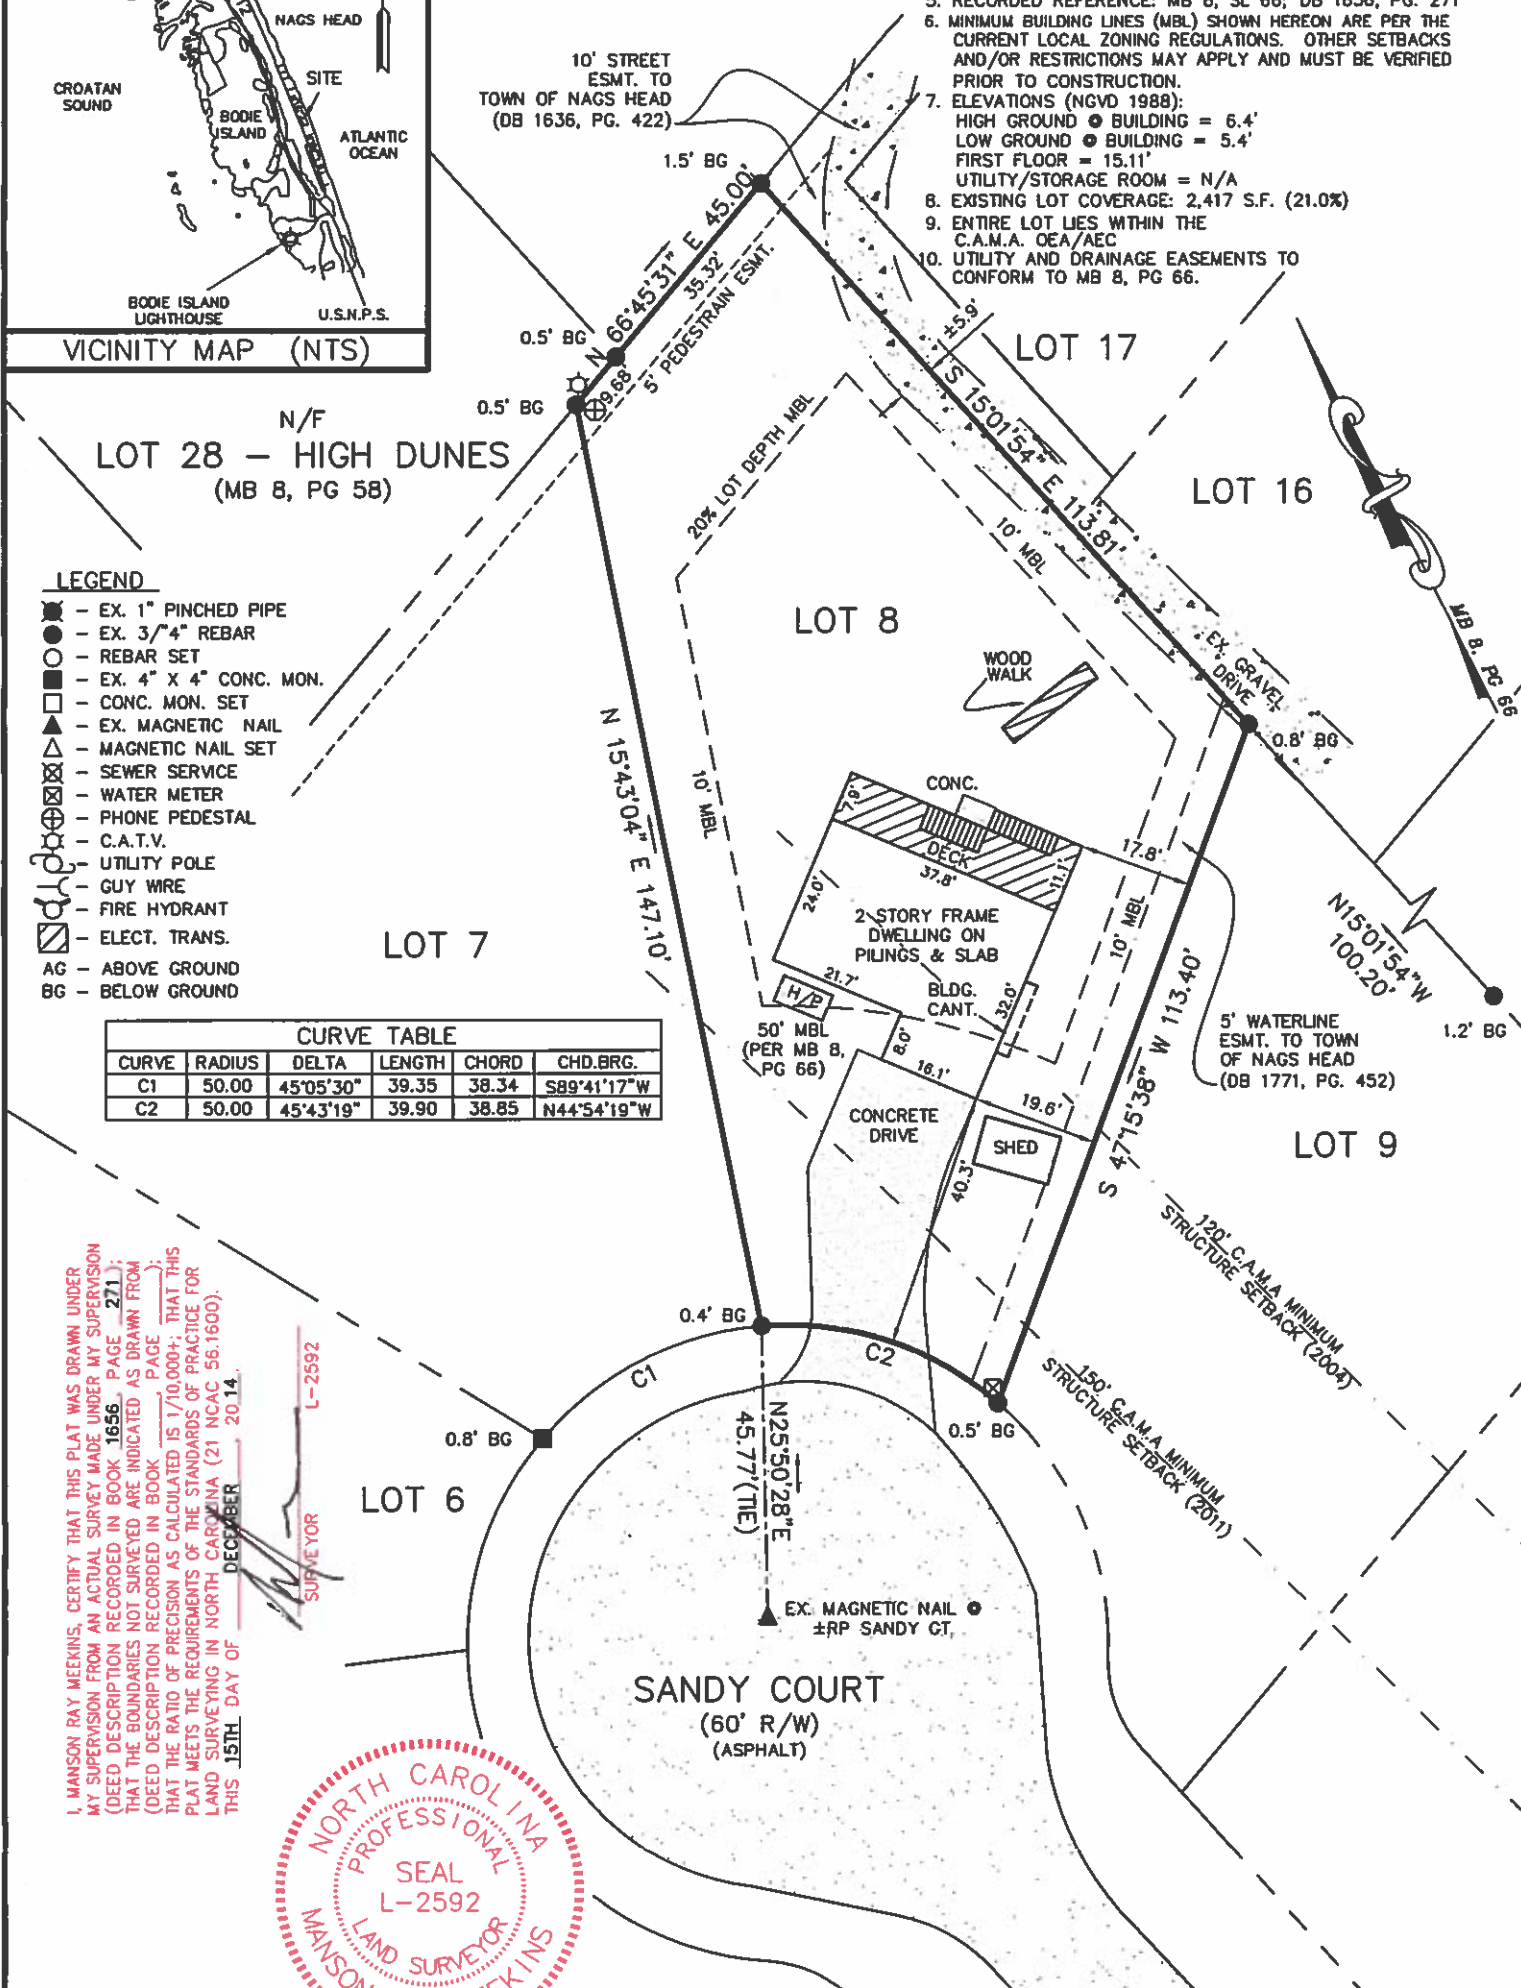 NAGS HEAD
CROATAN
SOUND
SITE
BODIE
ISLAND
ATLANTIC
OCEAN
BODIE ISLAND
LIGHTHOUSE
U.S.N.P.S.
VICINITY MAP (NTS)
5. RECORDED REFERENCE: MB 8, SL 66; DB 1656, PG. 271
6. MINIMUM BUILDING LINES (MBL) SHOWN HEREON ARE PER THE
CURRENT LOCAL ZONING REGULATIONS. OTHER SETBACKS
AND/OR RESTRICTIONS MAY APPLY AND MUST BE VERIFIED
PRIOR TO CONSTRUCTION.
7. ELEVATIONS (NGVD 1988):
HIGH GROUND @ BUILDING = 6.4'
LOW GROUND @ BUILDING = 5.4'
FIRST FLOOR = 15.11'
UTILITY/STORAGE ROOM = N/A
8. EXISTING LOT COVERAGE: 2,417 S.F. (21.0%)
9. ENTIRE LOT LIES WITHIN THE
C.A.M.A. OEA/AEC
10. UTILITY AND DRAINAGE EASEMENTS TO
CONFORM TO MB 8, PG 66.
10' STREET
ESMT. TO
TOWN OF NAGS HEAD
(DB 1636, PG. 422)
1.5' BG
N 66°45'31" E 45.00'
35.32'
9.68'
5' PEDESTRAIN ESMT.
0.5' BG
0.5' BG
±5.9'
LOT 17
S 15°01'54" E 113.81'
LOT 16
MB 8, PG 66
N/F
LOT 28 – HIGH DUNES
(MB 8, PG 58)
20% LOT DEPTH MBL
10' MBL
LOT 8
WOOD
WALK
EX. GRAVEL
DRIVE
0.8' BG
LEGEND
– EX. 1" PINCHED PIPE
– EX. 3/"4" REBAR
– REBAR SET
– EX. 4" X 4" CONC. MON.
– CONC. MON. SET
– EX. MAGNETIC NAIL
– MAGNETIC NAIL SET
– SEWER SERVICE
– WATER METER
– PHONE PEDESTAL
– C.A.T.V.
– UTILITY POLE
– GUY WIRE
– FIRE HYDRANT
– ELECT. TRANS.
AG – ABOVE GROUND
BG – BELOW GROUND
N 15°43'04" E 147.10'
10' MBL
LOT 7
CONC.
7.9'
DECK
37.8'
11.1'
17.8'
24.0'
2-STORY FRAME
DWELLING ON
PILINGS & SLAB
10' MBL
21.7'
H/P
BLDG.
CANT.
32.0'
50' MBL
(PER MB 8,
PG 66)
8.0'
16.1'
19.6'
CONCRETE
DRIVE
SHED
40.3'
S 47°15'38" W 113.40'
N15°01'54"W
100.20'
1.2' BG
5' WATERLINE
ESMT. TO TOWN
OF NAGS HEAD
(DB 1771, PG. 452)
LOT 9
CURVE TABLE
CURVE RADIUS DELTA LENGTH CHORD CHD.BRG.
C1 50.00 45°05'30" 39.35 38.34 S89°41'17"W
C2 50.00 45°43'19" 39.90 38.85 N44°54'19"W
120' C.A.M.A MINIMUM
STRUCTURE SETBACK (2004)
150' C.A.M.A MINIMUM
STRUCTURE SETBACK (2011)
0.4' BG
C1
C2
0.5' BG
0.8' BG
LOT 6
N25°50'28"E
45.77'(TIE)
EX. MAGNETIC NAIL @
±RP SANDY CT.
SANDY COURT
(60' R/W)
(ASPHALT)
I, MANSON RAY MEEKINS, CERTIFY THAT THIS PLAT WAS DRAWN UNDER
MY SUPERVISION FROM AN ACTUAL SURVEY MADE UNDER MY SUPERVISION
(DEED DESCRIPTION RECORDED IN BOOK 1656 PAGE 271);
THAT THE BOUNDARIES NOT SURVEYED ARE INDICATED AS DRAWN FROM
(DEED DESCRIPTION RECORDED IN BOOK ____ PAGE ____);
THAT THE RATIO OF PRECISION AS CALCULATED IS 1/10,000+; THAT THIS
PLAT MEETS THE REQUIREMENTS OF THE STANDARDS OF PRACTICE FOR
LAND SURVEYING IN NORTH CAROLINA (21 NCAC 56.1600).
THIS 15TH DAY OF DECEMBER, 2014.
SURVEYOR L-2592
NORTH CAROLINA
PROFESSIONAL
SEAL
L-2592
LAND SURVEYOR
MANSON